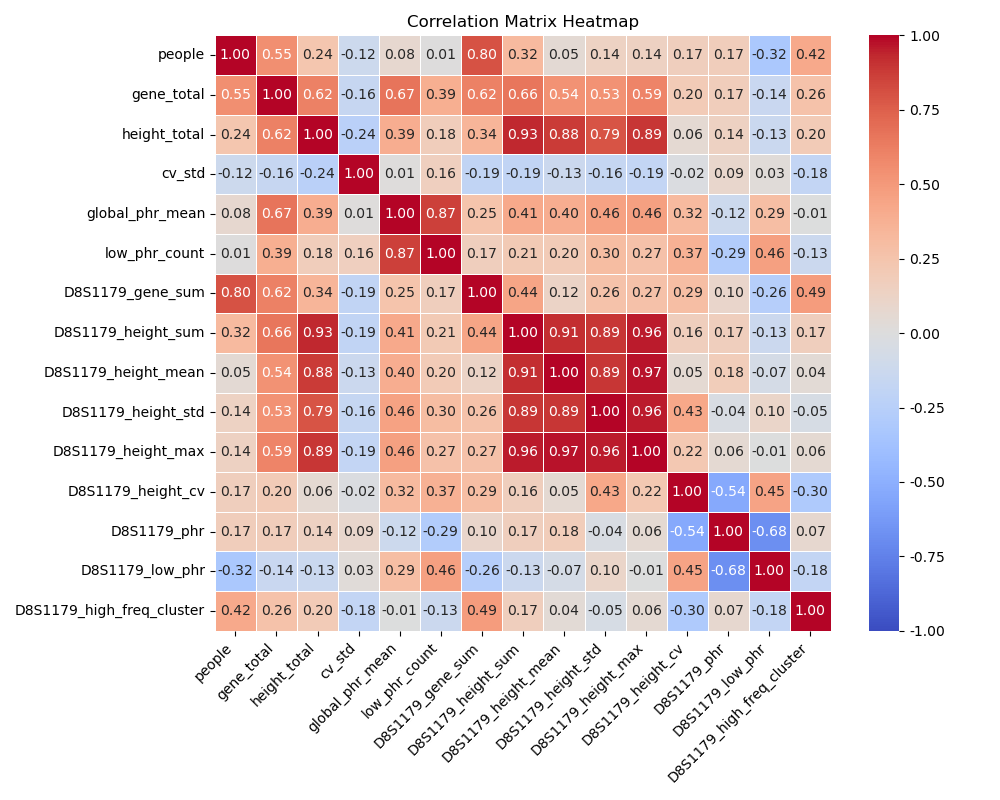 Correlation Matrix Heatmap
people 1.00 0.55 0.24 -0.12 0.08 0.01 0.80 0.32 0.05 0.14 0.14 0.17 0.17 -0.32 0.42
gene_total 0.55 1.00 0.62 -0.16 0.67 0.39 0.62 0.66 0.54 0.53 0.59 0.20 0.17 -0.14 0.26
height_total 0.24 0.62 1.00 -0.24 0.39 0.18 0.34 0.93 0.88 0.79 0.89 0.06 0.14 -0.13 0.20
cv_std -0.12 -0.16 -0.24 1.00 0.01 0.16 -0.19 -0.19 -0.13 -0.16 -0.19 -0.02 0.09 0.03 -0.18
global_phr_mean 0.08 0.67 0.39 0.01 1.00 0.87 0.25 0.41 0.40 0.46 0.46 0.32 -0.12 0.29 -0.01
low_phr_count 0.01 0.39 0.18 0.16 0.87 1.00 0.17 0.21 0.20 0.30 0.27 0.37 -0.29 0.46 -0.13
D8S1179_gene_sum 0.80 0.62 0.34 -0.19 0.25 0.17 1.00 0.44 0.12 0.26 0.27 0.29 0.10 -0.26 0.49
D8S1179_height_sum 0.32 0.66 0.93 -0.19 0.41 0.21 0.44 1.00 0.91 0.89 0.96 0.16 0.17 -0.13 0.17
D8S1179_height_mean 0.05 0.54 0.88 -0.13 0.40 0.20 0.12 0.91 1.00 0.89 0.97 0.05 0.18 -0.07 0.04
D8S1179_height_std 0.14 0.53 0.79 -0.16 0.46 0.30 0.26 0.89 0.89 1.00 0.96 0.43 -0.04 0.10 -0.05
D8S1179_height_max 0.14 0.59 0.89 -0.19 0.46 0.27 0.27 0.96 0.97 0.96 1.00 0.22 0.06 -0.01 0.06
D8S1179_height_cv 0.17 0.20 0.06 -0.02 0.32 0.37 0.29 0.16 0.05 0.43 0.22 1.00 -0.54 0.45 -0.30
D8S1179_phr 0.17 0.17 0.14 0.09 -0.12 -0.29 0.10 0.17 0.18 -0.04 0.06 -0.54 1.00 -0.68 0.07
D8S1179_low_phr -0.32 -0.14 -0.13 0.03 0.29 0.46 -0.26 -0.13 -0.07 0.10 -0.01 0.45 -0.68 1.00 -0.18
D8S1179_high_freq_cluster 0.42 0.26 0.20 -0.18 -0.01 -0.13 0.49 0.17 0.04 -0.05 0.06 -0.30 0.07 -0.18 1.00
people
gene_total
height_total
cv_std
global_phr_mean
low_phr_count
D8S1179_gene_sum
D8S1179_height_sum
D8S1179_height_mean
D8S1179_height_std
D8S1179_height_max
D8S1179_height_cv
D8S1179_phr
D8S1179_low_phr
D8S1179_high_freq_cluster
1.00
0.75
0.50
0.25
0.00
-0.25
-0.50
-0.75
-1.00